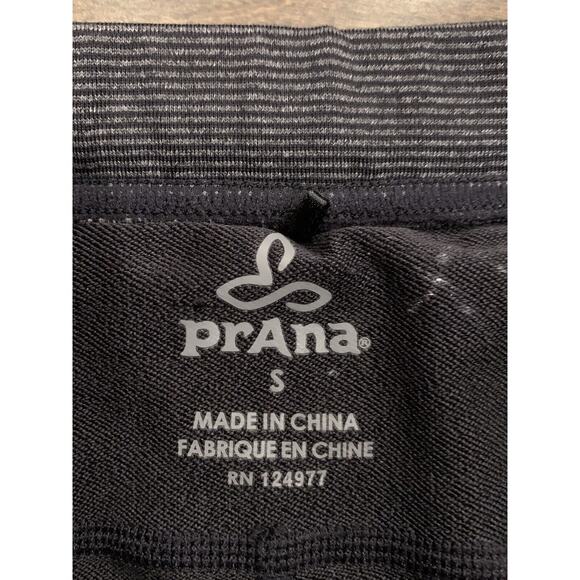 prAna®
S
MADE IN CHINA
FABRIQUE EN CHINE
RN 124977